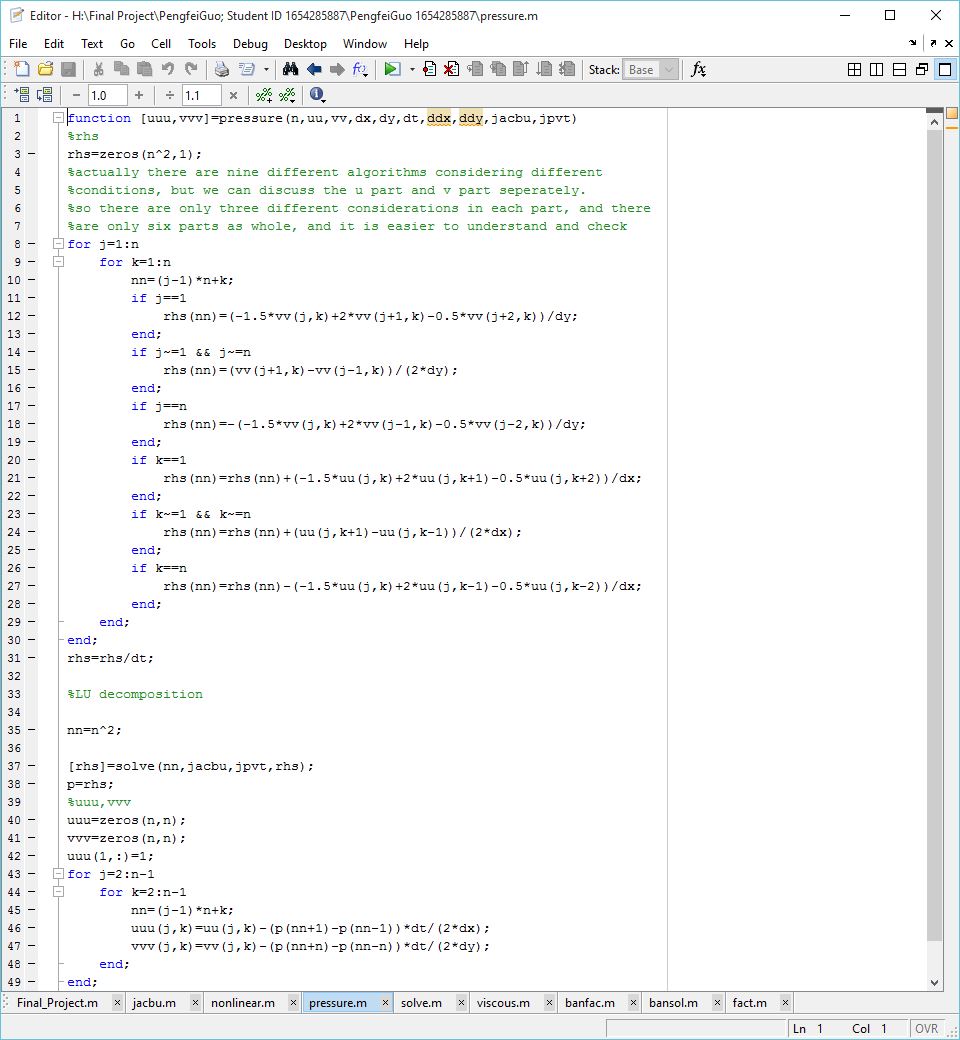 Editor - H:\Final Project\PengfeiGuo; Student ID 1654285887\PengfeiGuo 1654285887\pressure.m
File Edit Text Go Cell Tools Debug Desktop Window Help
Stack: Base fx
− 1.0 + ÷ 1.1 ×
1 function [uuu,vvv]=pressure(n,uu,vv,dx,dy,dt,ddx,ddy,jacbu,jpvt)
2 %rhs
3 rhs=zeros(n^2,1);
4 %actually there are nine different algorithms considering different
5 %conditions, but we can discuss the u part and v part seperately.
6 %so there are only three different considerations in each part, and there
7 %are only six parts as whole, and it is easier to understand and check
8 for j=1:n
9 for k=1:n
10 nn=(j-1)*n+k;
11 if j==1
12 rhs(nn)=(-1.5*vv(j,k)+2*vv(j+1,k)-0.5*vv(j+2,k))/dy;
13 end;
14 if j~=1 && j~=n
15 rhs(nn)=(vv(j+1,k)-vv(j-1,k))/(2*dy);
16 end;
17 if j==n
18 rhs(nn)=-(-1.5*vv(j,k)+2*vv(j-1,k)-0.5*vv(j-2,k))/dy;
19 end;
20 if k==1
21 rhs(nn)=rhs(nn)+(-1.5*uu(j,k)+2*uu(j,k+1)-0.5*uu(j,k+2))/dx;
22 end;
23 if k~=1 && k~=n
24 rhs(nn)=rhs(nn)+(uu(j,k+1)-uu(j,k-1))/(2*dx);
25 end;
26 if k==n
27 rhs(nn)=rhs(nn)-(-1.5*uu(j,k)+2*uu(j,k-1)-0.5*uu(j,k-2))/dx;
28 end;
29 end;
30 end;
31 rhs=rhs/dt;
32
33 %LU decomposition
34
35 nn=n^2;
36
37 [rhs]=solve(nn,jacbu,jpvt,rhs);
38 p=rhs;
39 %uuu,vvv
40 uuu=zeros(n,n);
41 vvv=zeros(n,n);
42 uuu(1,:)=1;
43 for j=2:n-1
44 for k=2:n-1
45 nn=(j-1)*n+k;
46 uuu(j,k)=uu(j,k)-(p(nn+1)-p(nn-1))*dt/(2*dx);
47 vvv(j,k)=vv(j,k)-(p(nn+n)-p(nn-n))*dt/(2*dy);
48 end;
49 end;
Final_Project.m × jacbu.m × nonlinear.m × pressure.m × solve.m × viscous.m × banfac.m × bansol.m × fact.m ×
Ln 1 Col 1 OVR